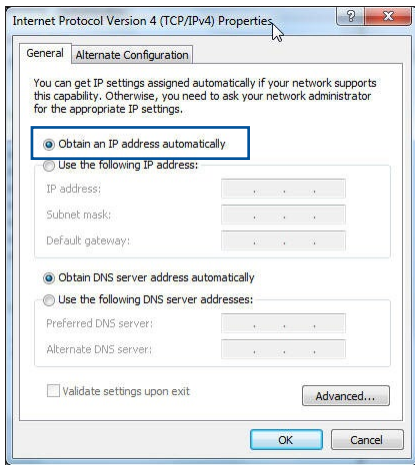 Internet Protocol Version 4 (TCP/IPv4) Properties
General
Alternate Configuration
You can get IP settings assigned automatically if your network supports
this capability. Otherwise, you need to ask your network administrator
for the appropriate IP settings.
Obtain an IP address automatically
Use the following IP address:
IP address:
Subnet mask:
Default gateway:
Obtain DNS server address automatically
Use the following DNS server addresses:
Preferred DNS server:
Alternate DNS server:
Validate settings upon exit
Advanced...
OK
Cancel